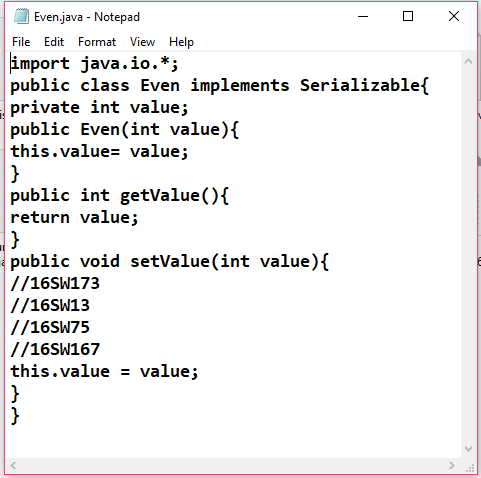 Even.java - Notepad
File Edit Format View Help
import java.io.*;
public class Even implements Serializable{
private int value;
public Even(int value){
this.value= value;
}
public int getValue(){
return value;
}
public void setValue(int value){
//16SW173
//16SW13
//16SW75
//16SW167
this.value = value;
}
}